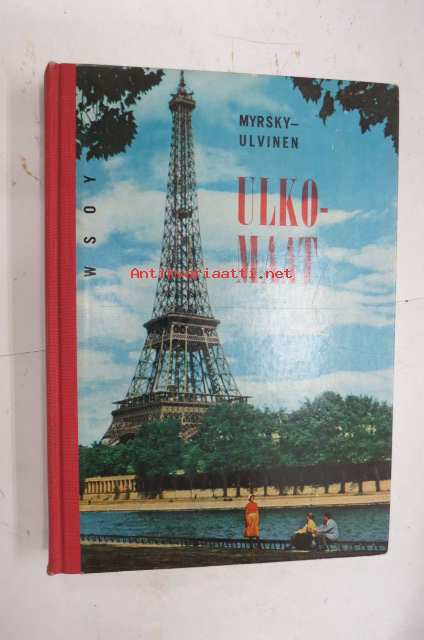 MYRSKY—
ULVINEN
ULKO-
MAAT
WSOY
Antikvariaatti.net